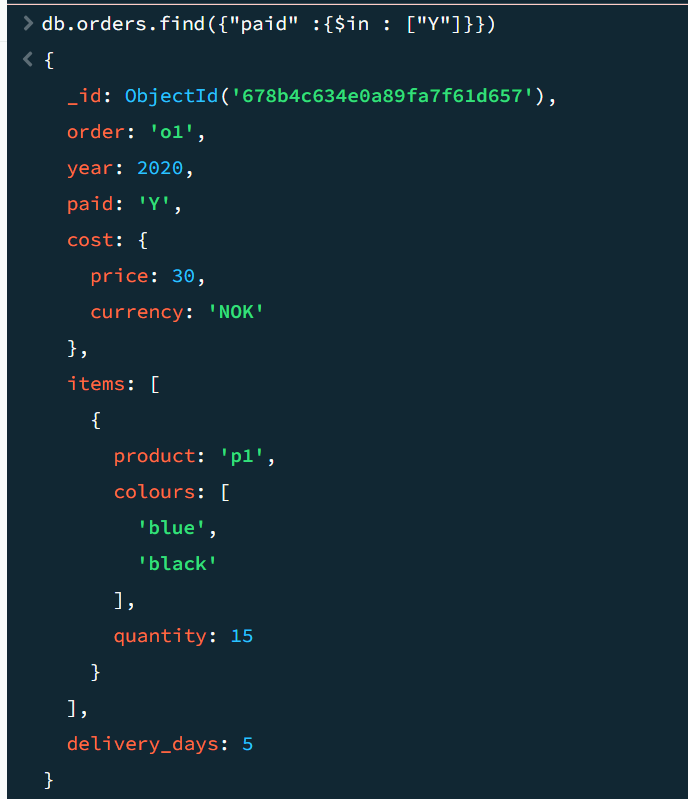 > db.orders.find({"paid" :{$in : ["Y"]}})
< {
_id: ObjectId('678b4c634e0a89fa7f61d657'),
order: 'o1',
year: 2020,
paid: 'Y',
cost: {
price: 30,
currency: 'NOK'
},
items: [
{
product: 'p1',
colours: [
'blue',
'black'
],
quantity: 15
}
],
delivery_days: 5
}